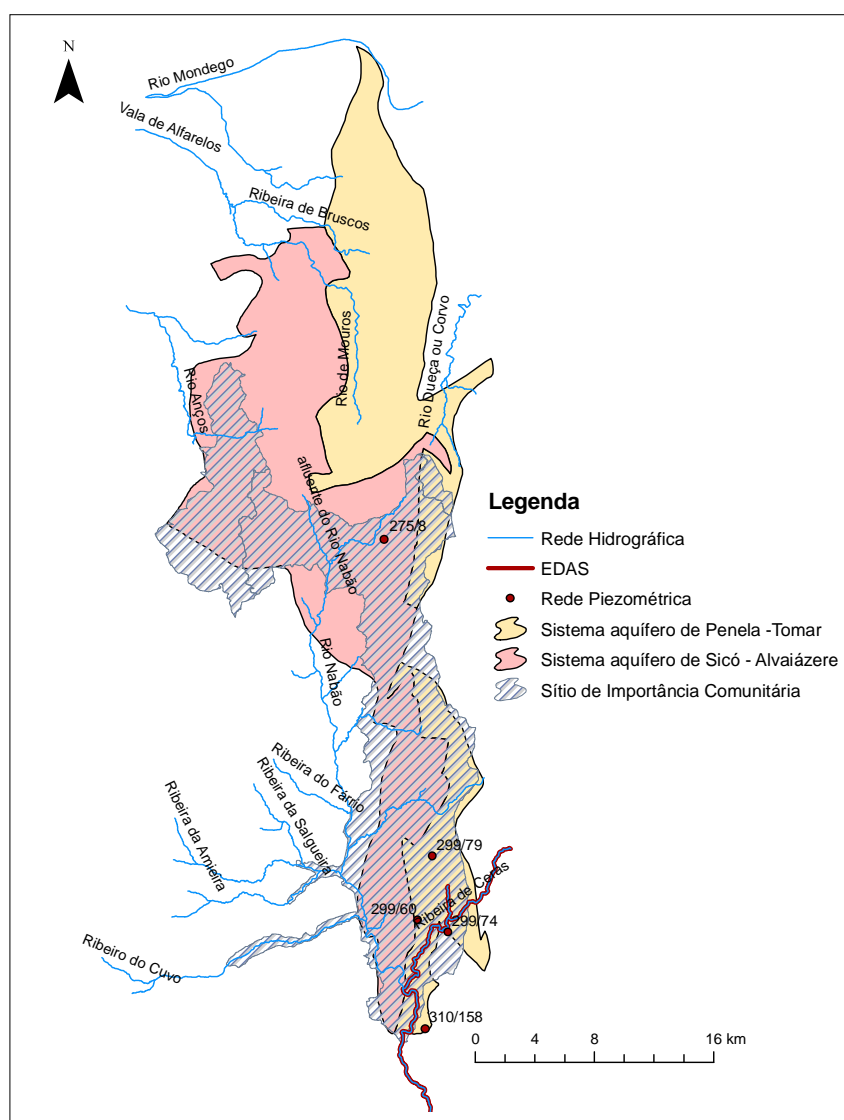 N
Rio Mondego
Vala de Alfarelos
Ribeira de Bruscos
Rio Dueça ou Corvo
Rio de Mouros
Rio Anços
afluente do Rio Nabão
275/8
Legenda
Rede Hidrográfica
EDAS
Rede Piezométrica
Sistema aquífero de Penela -Tomar
Sistema aquífero de Sicó - Alvaiázere
Sítio de Importância Comunitária
Rio Nabão
Ribeira do Fárrio
Ribeira da Salgueira
Ribeira da Amieira
299/79
Ribeira de Ceras
299/60
299/74
Ribeiro do Cuvo
310/158
0 4 8 16 km